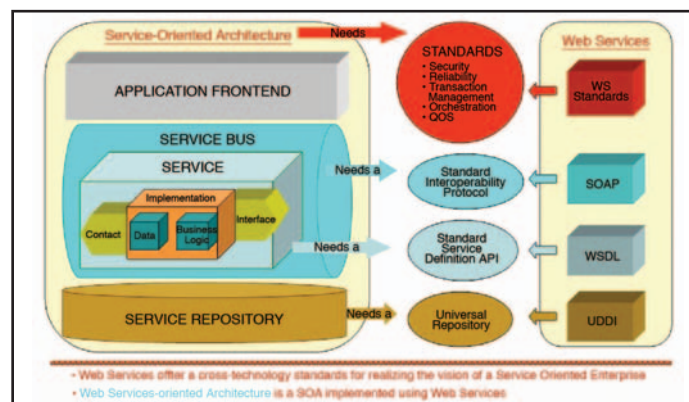 Service-Oriented Architecture
Needs
STANDARDS
• Security
• Reliability
• Transaction
Management
• Orchestration
• QOS
Web Services
WS
Standards
APPLICATION FRONTEND
SERVICE BUS
SERVICE
Implementation
Contact
Data
Business
Logic
Interface
Needs a
Standard
Interoperability
Protocol
SOAP
Needs a
Standard
Service
Definition API
WSDL
SERVICE REPOSITORY
Needs a
Universal
Repository
UDDI
• Web Services offter a cross-technology standards for realizing the vision of a Service Oriented Enterprise
• Web Services-oriented Architecture is a SOA implemented using Web Services